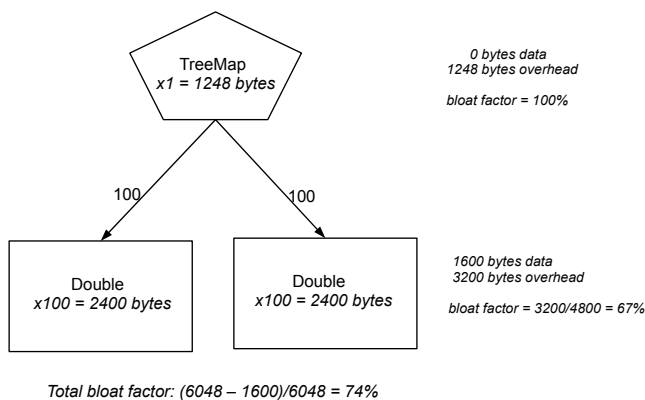 TreeMap
x1 = 1248 bytes
0 bytes data
1248 bytes overhead
bloat factor = 100%
100
100
Double
x100 = 2400 bytes
Double
x100 = 2400 bytes
1600 bytes data
3200 bytes overhead
bloat factor = 3200/4800 = 67%
Total bloat factor: (6048 – 1600)/6048 = 74%